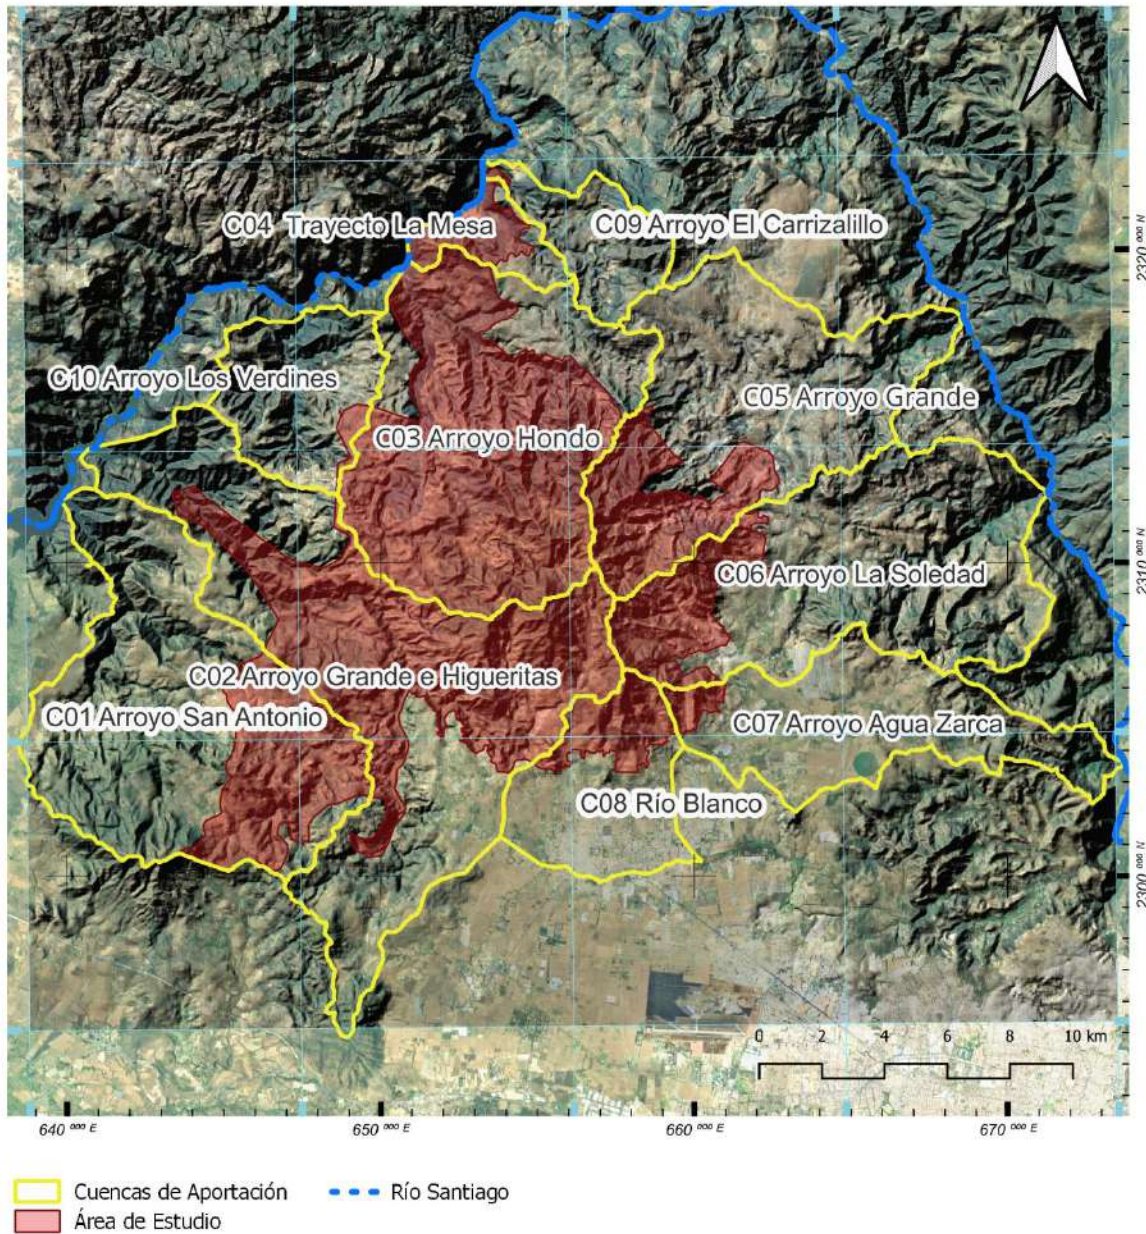 C04 Trayecto La Mesa
C09 Arroyo El Carrizalillo
C10 Arroyo Los Verdines
C05 Arroyo Grande
C03 Arroyo Hondo
C06 Arroyo La Soledad
C02 Arroyo Grande e Higueritas
C01 Arroyo San Antonio
C07 Arroyo Agua Zarca
C08 Río Blanco
2320 000 N
2310 000 N
2300 000 N
0 2 4 6 8 10 km
640 000 E 650 000 E 660 000 E 670 000 E
Cuencas de Aportación Río Santiago
Área de Estudio